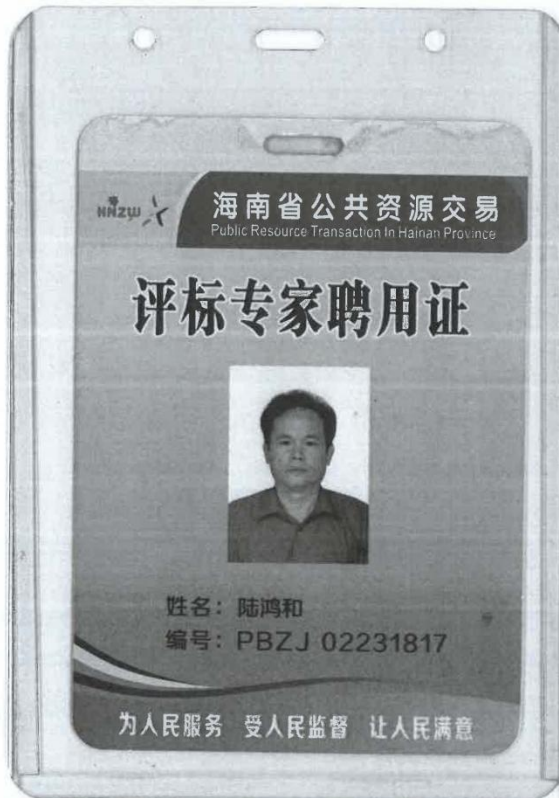 HNZW
海南省公共资源交易
Public Resource Transaction In Hainan Province
评标专家聘用证
姓名：陆鸿和
编号：PBZJ 02231817
为人民服务 受人民监督 让人民满意